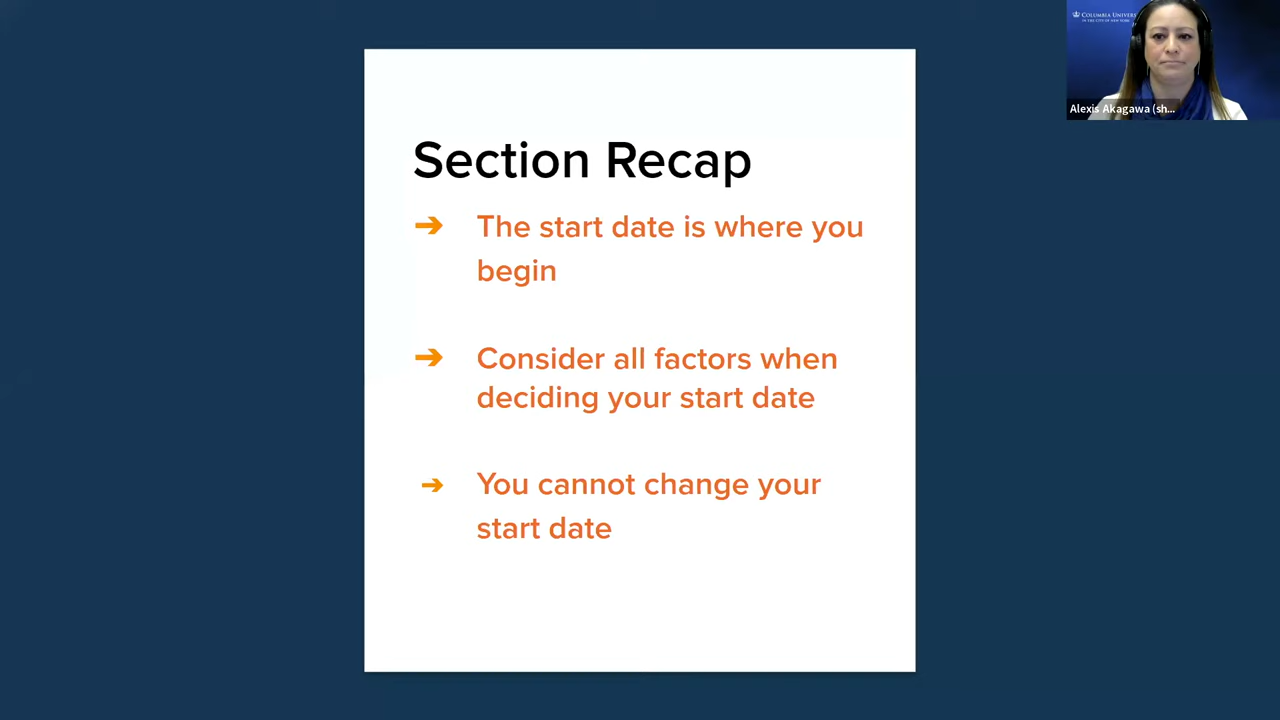 Section Recap
➔ The start date is where you
begin
➔ Consider all factors when
deciding your start date
➔ You cannot change your
start date
COLUMBIA UNIVER
IN THE CITY OF NEW YORK
Alexis Akagawa (sh...